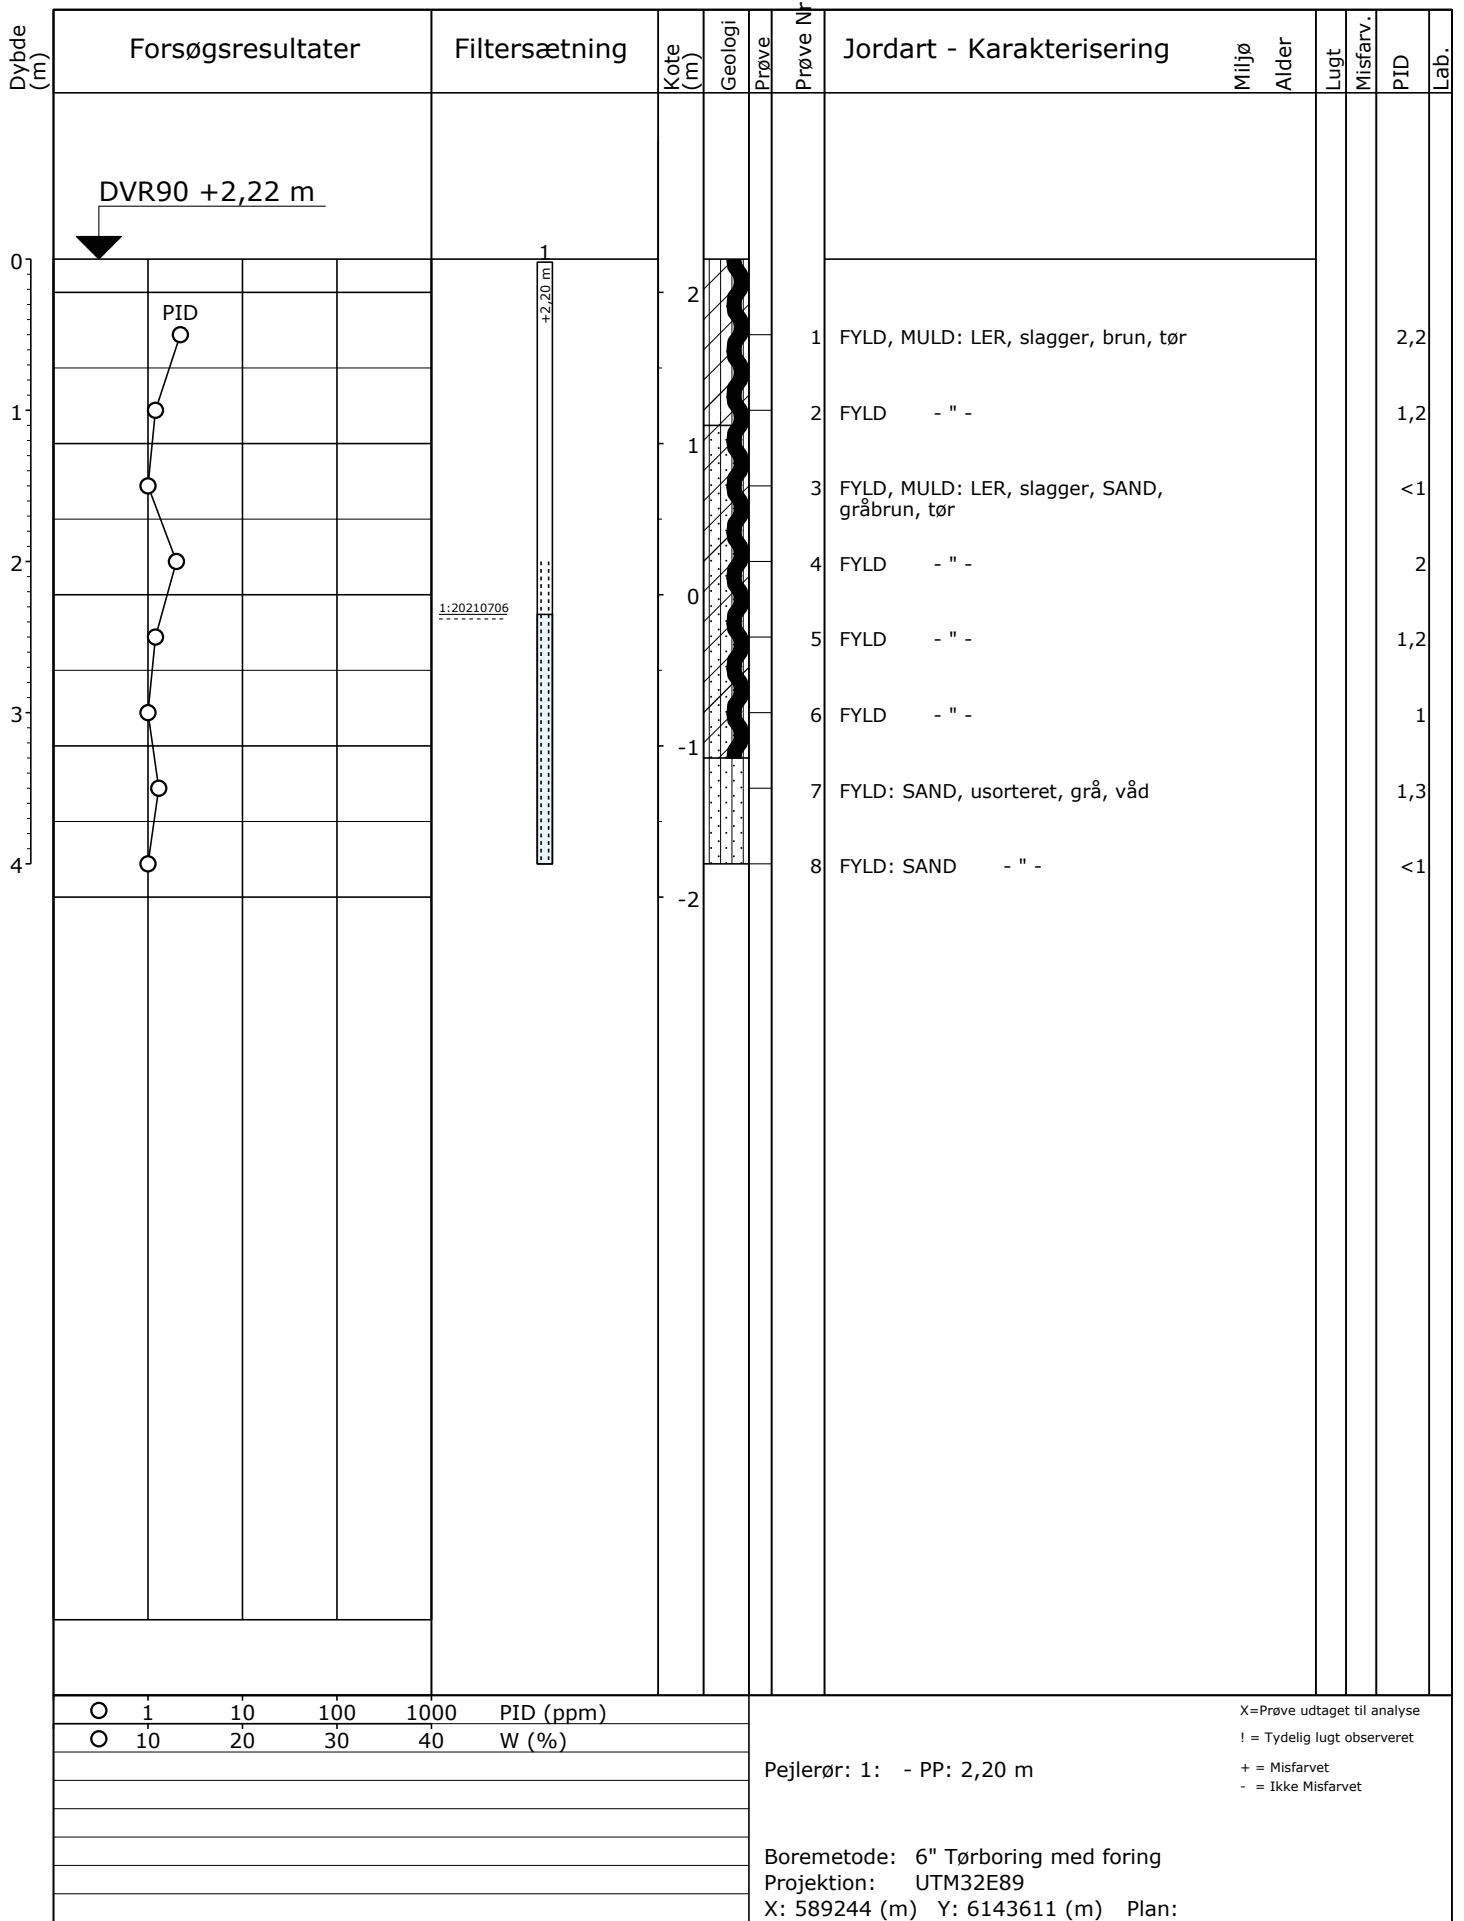 Dybde (m)
Forsøgsresultater
Filtersætning
Kote (m)
Geologi
Prøve
Prøve Nr
Jordart - Karakterisering
Miljø
Alder
Lugt
Misfarv.
PID
Lab.
DVR90 +2,22 m
0
1
2
3
4
PID
1
+2,20 m
1:20210706
2
1
0
-1
-2
1 FYLD, MULD: LER, slagger, brun, tør 2,2
2 FYLD - " - 1,2
3 FYLD, MULD: LER, slagger, SAND, <1
gråbrun, tør
4 FYLD - " - 2
5 FYLD - " - 1,2
6 FYLD - " - 1
7 FYLD: SAND, usorteret, grå, våd 1,3
8 FYLD: SAND - " - <1
1 10 100 1000 PID (ppm)
10 20 30 40 W (%)
X=Prøve udtaget til analyse
! = Tydelig lugt observeret
+ = Misfarvet
- = Ikke Misfarvet
Pejlerør: 1: - PP: 2,20 m
Boremetode: 6" Tørboring med foring
Projektion: UTM32E89
X: 589244 (m) Y: 6143611 (m) Plan: